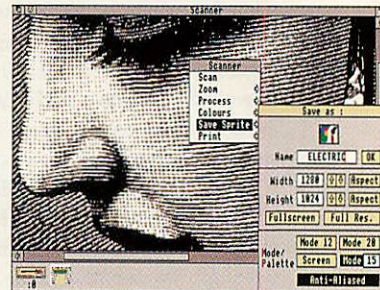 Scanner
Scanner
Scan
Zoom
Process
Colours
Save Sprite
Print
Save as :
Name ELECTRIC OK
Width 1280 Aspect
Height 1024 Aspect
Fullscreen Full Res.
Mode/
Palette
Mode 12 Mode 20
Screen Mode 15
Anti-Aliased
:0